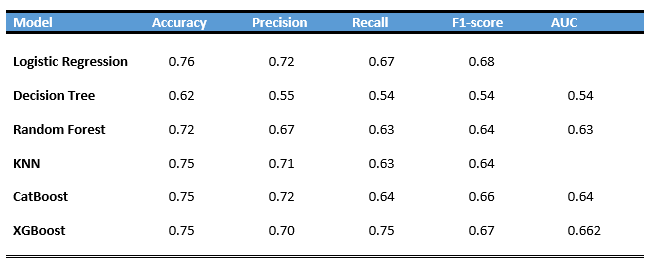 Model Accuracy Precision Recall F1-score AUC
Logistic Regression 0.76 0.72 0.67 0.68
Decision Tree 0.62 0.55 0.54 0.54 0.54
Random Forest 0.72 0.67 0.63 0.64 0.63
KNN 0.75 0.71 0.63 0.64
CatBoost 0.75 0.72 0.64 0.66 0.64
XGBoost 0.75 0.70 0.75 0.67 0.662